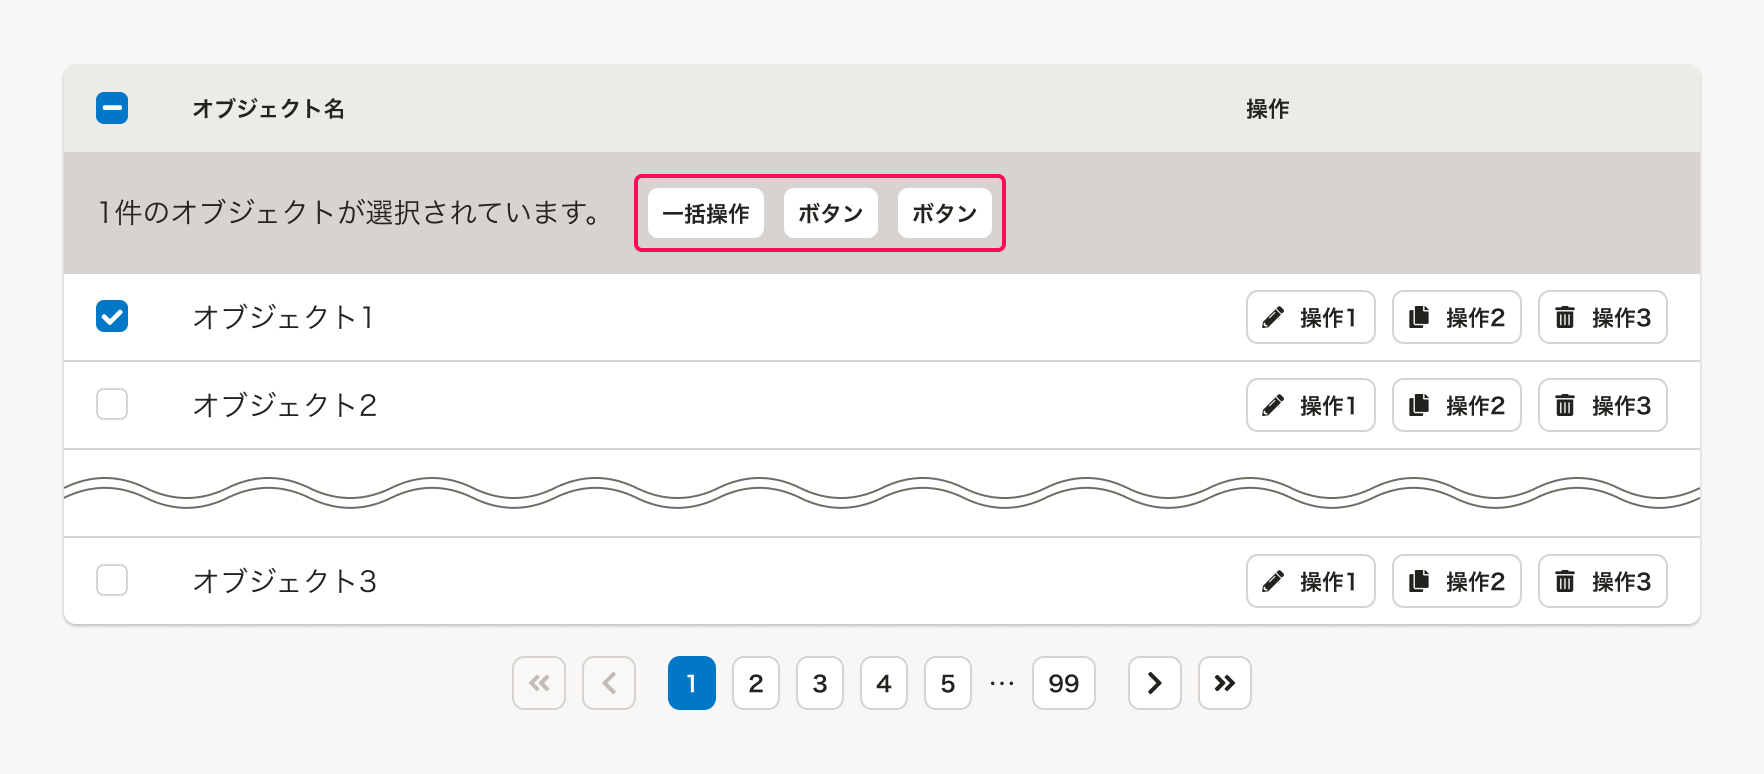 オブジェクト名 操作
1件のオブジェクトが選択されています。 一括操作 ボタン ボタン
オブジェクト1 操作1 操作2 操作3
オブジェクト2 操作1 操作2 操作3
オブジェクト3 操作1 操作2 操作3
1 2 3 4 5 … 99